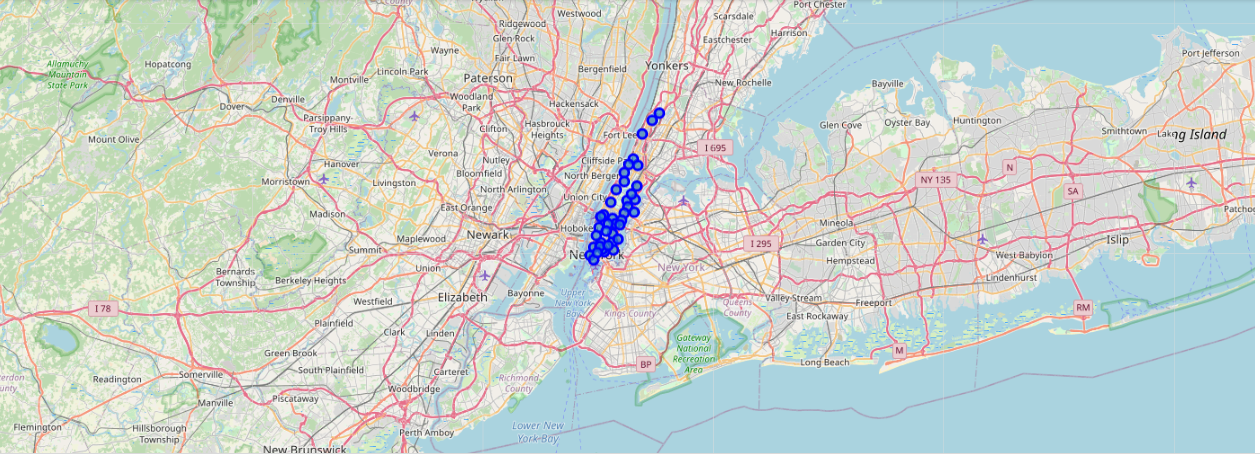 Port Chester
County
Ridgewood
Westwood
Scarsdale
Glen Rock
Harrison
Eastchester
Port Jefferson
Wayne
Fair Lawn
Hopatcong
Allamuchy
Mountain
State Park
Lincoln Park
Bergenfield
Yonkers
Montville
Paterson
New Rochelle
Bayville
Dover
Denville
Woodland
Park
Hackensack
Parsippany-
Troy Hills
Hasbrouck
Heights
Clifton
Fort Lee
Glen Cove
Oyster Bay
Huntington
Smithtown
Mount Olive
I 695
Verona
Nutley
Cliffside
Hanover
Bloomfield
North Bergen
N
Morristown
Livingston
North Arlington
Union City
NY 135
SA
East Orange
Madison
Mineola
Maplewood
Newark
I 295
Garden City
Islip
Summit
West Babylon
Bernards
Township
Union
New York
Hempstead
Berkeley Heights
Lindenhurst
Elizabeth
Bayonne
Upper
New York
Bay
Queens
County
Valley Stream
Freeport
RM
I 78
Westfield
Kings County
East Rockaway
Plainfield
Clark
Linden
Gateway
National
Recreation
Area
M
Green Brook
South Plainfield
BP
Long Beach
Somerville
Carteret
Richmond
County
Readington
Woodbridge
Piscataway
Manville
Flemington
Hillsborough
Township
Perth Amboy
Lower New
York Bay
New Brunswick